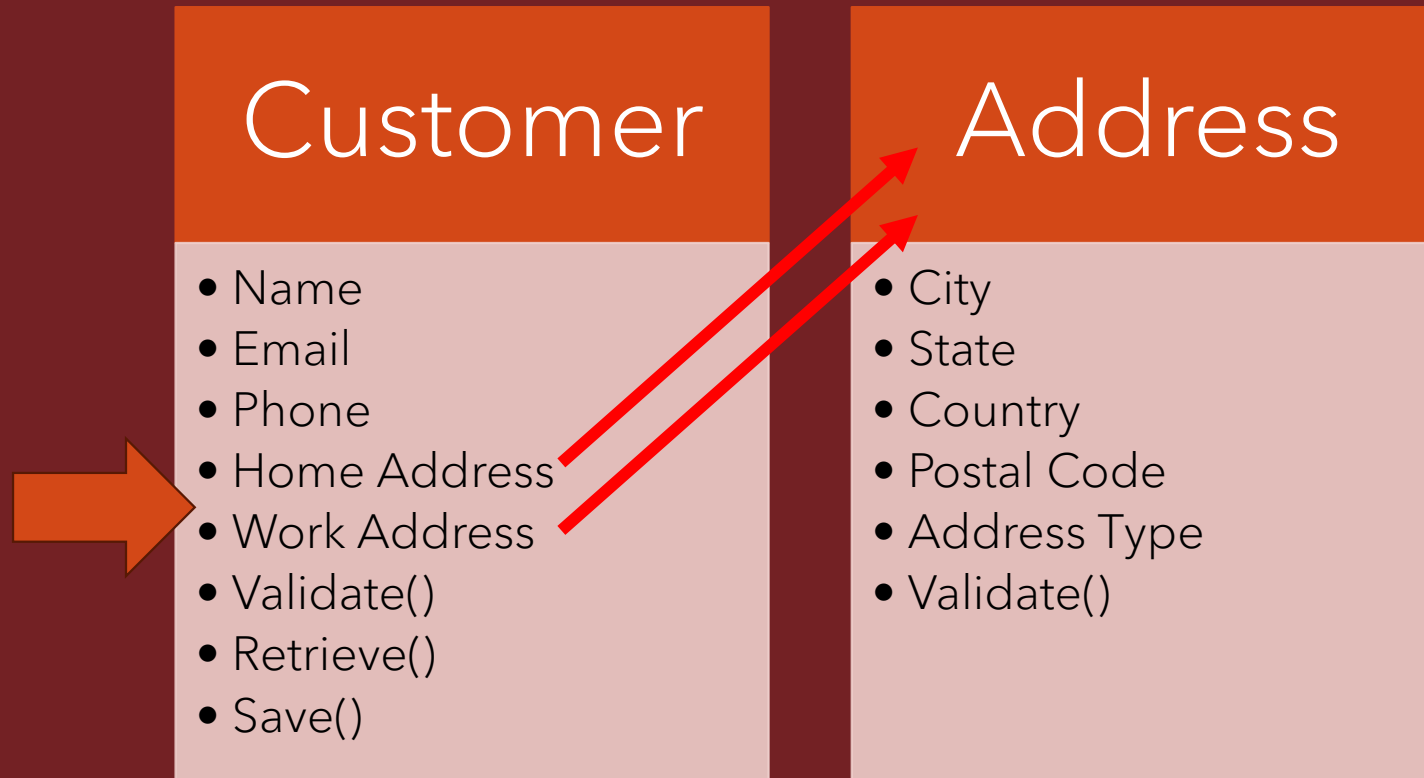 Customer
• Name
• Email
• Phone
• Home Address
• Work Address
• Validate()
• Retrieve()
• Save()
Address
• City
• State
• Country
• Postal Code
• Address Type
• Validate()